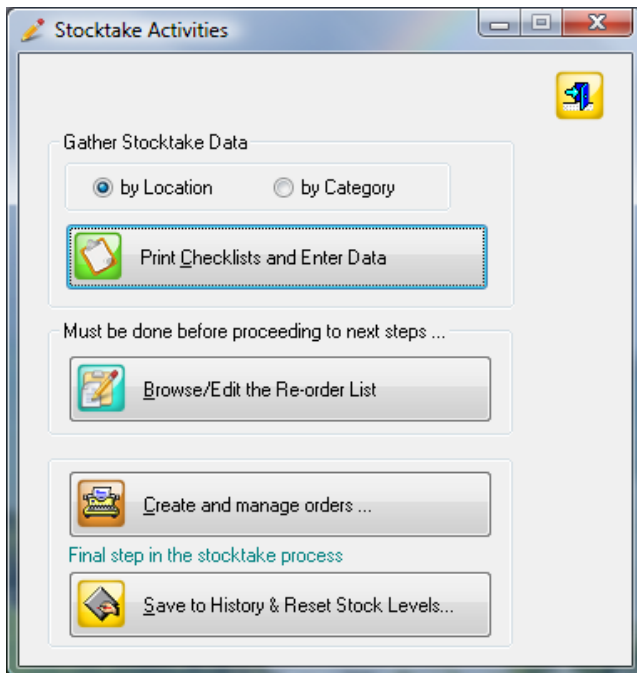 Stocktake Activities
Gather Stocktake Data
by Location
by Category
Print Checklists and Enter Data
Must be done before proceeding to next steps ...
Browse/Edit the Re-order List
Create and manage orders ...
Final step in the stocktake process
Save to History & Reset Stock Levels...